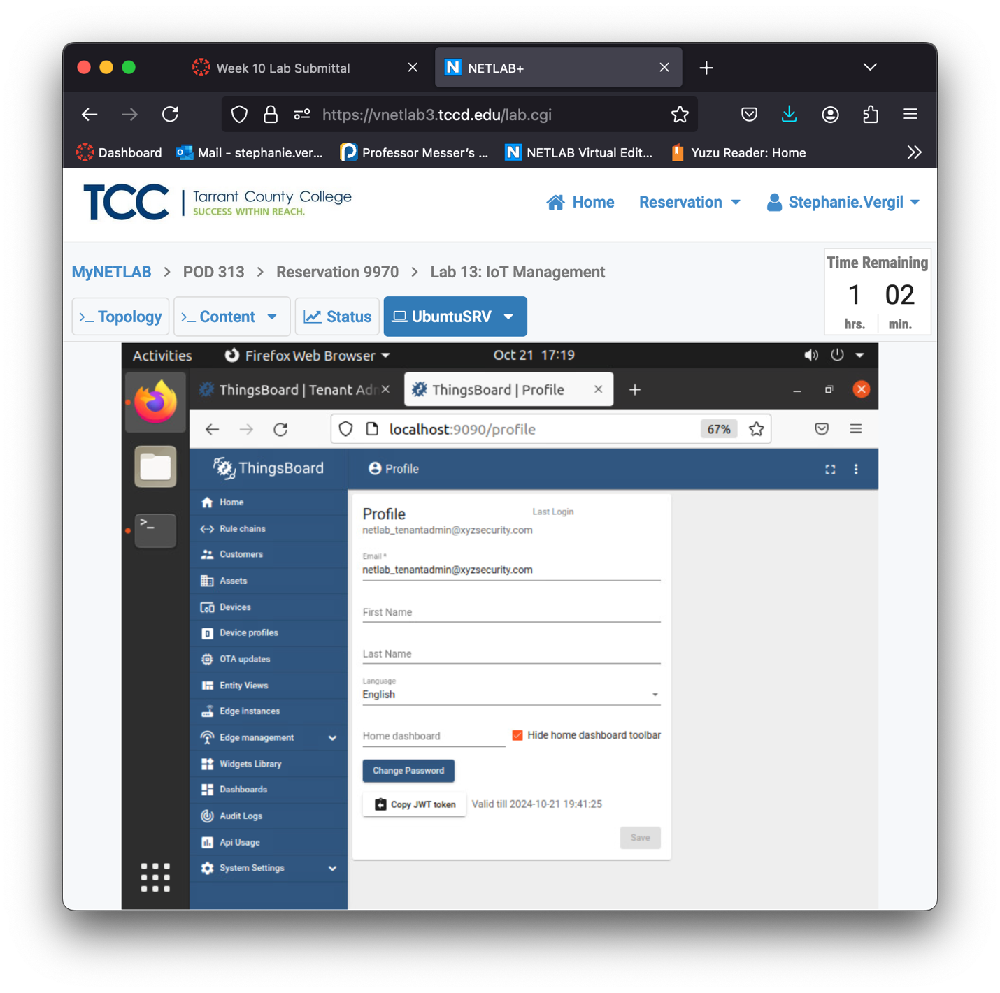 Week 10 Lab Submittal
NETLAB+
https://vnetlab3.tccd.edu/lab.cgi
Dashboard
Mail - stephanie.ver...
Professor Messer's ...
NETLAB Virtual Edit...
Yuzu Reader: Home
TCC
Tarrant County College
SUCCESS WITHIN REACH.
Home
Reservation
Stephanie.Vergil
MyNETLAB > POD 313 > Reservation 9970 > Lab 13: IoT Management
Time Remaining
1 02
hrs. min.
>_ Topology
>_ Content
Status
UbuntuSRV
Activities
Firefox Web Browser
Oct 21 17:19
ThingsBoard | Tenant Adm
ThingsBoard | Profile
localhost:9090/profile
67%
ThingsBoard
Profile
Home
Rule chains
Customers
Assets
Devices
Device profiles
OTA updates
Entity Views
Edge instances
Edge management
Widgets Library
Dashboards
Audit Logs
Api Usage
System Settings
Profile
Last Login
netlab_tenantadmin@xyzsecurity.com
Email *
netlab_tenantadmin@xyzsecurity.com
First Name
Last Name
Language
English
Home dashboard
Hide home dashboard toolbar
Change Password
Copy JWT token
Valid till 2024-10-21 19:41:25
Save